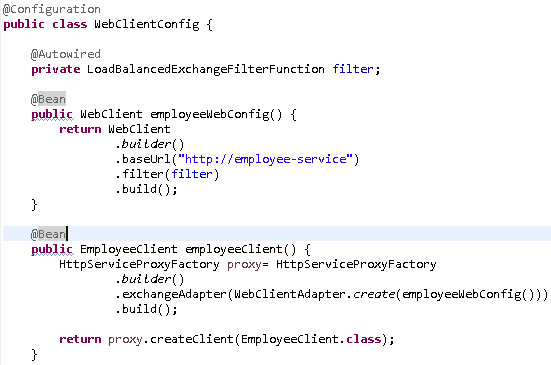 @Configuration
public class WebClientConfig {
@Autowired
private LoadBalancedExchangeFilterFunction filter;
@Bean
public WebClient employeeWebConfig() {
return WebClient
.builder()
.baseUrl("http://employee-service")
.filter(filter)
.build();
}
@Bean
public EmployeeClient employeeClient() {
HttpServiceProxyFactory proxy= HttpServiceProxyFactory
.builder()
.exchangeAdapter(WebClientAdapter.create(employeeWebConfig()))
.build();
return proxy.createClient(EmployeeClient.class);
}